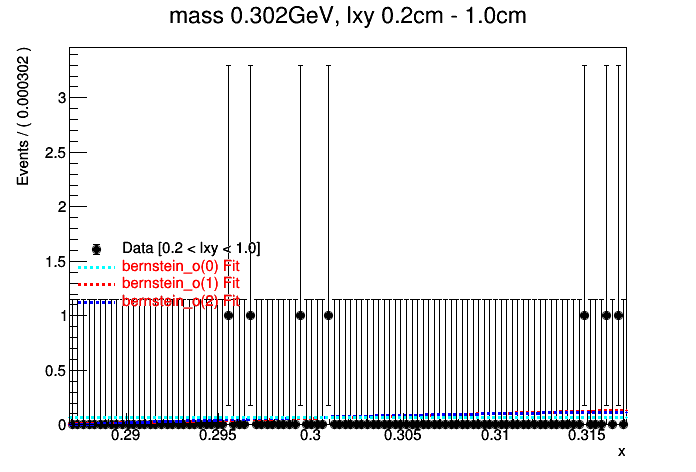 mass 0.302GeV, lxy 0.2cm - 1.0cm
Events / ( 0.000302 )
3
2.5
2
1.5
1
0.5
0
Data [0.2 < lxy < 1.0]
bernstein_o(0) Fit
bernstein_o(1) Fit
bernstein_o(2) Fit
0.29
0.295
0.3
0.305
0.31
0.315
x